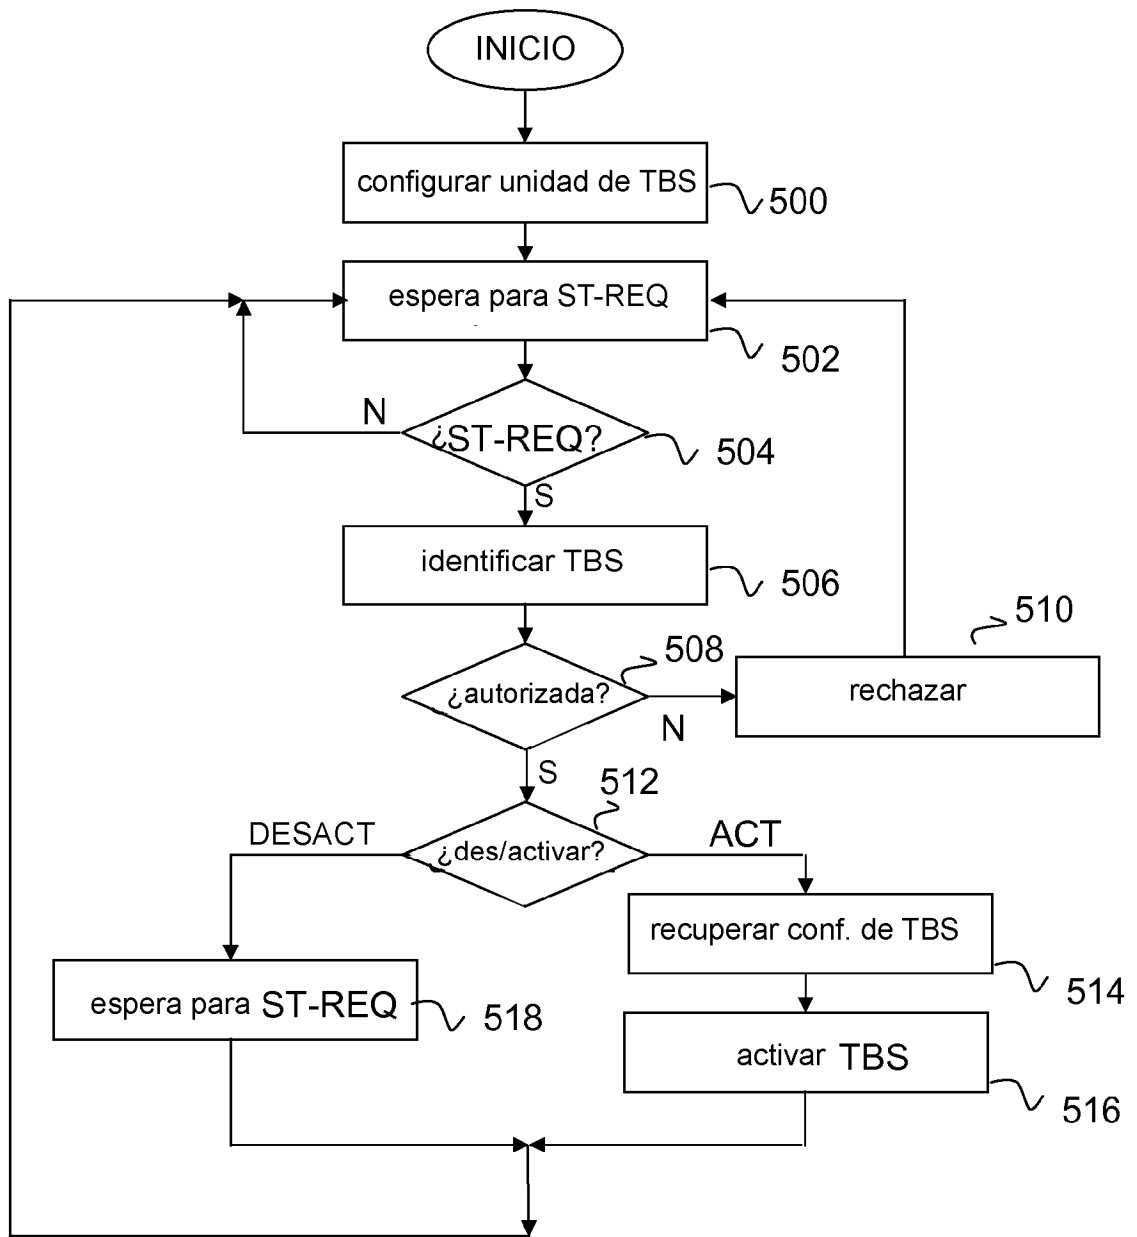 INICIO
configurar unidad de TBS
500
espera para ST-REQ
502
N
¿ST-REQ?
504
S
identificar TBS
506
510
508
¿autorizada?
rechazar
N
S
512
DESACT
ACT
¿des/activar?
recuperar conf. de TBS
514
espera para ST-REQ
518
activar TBS
516